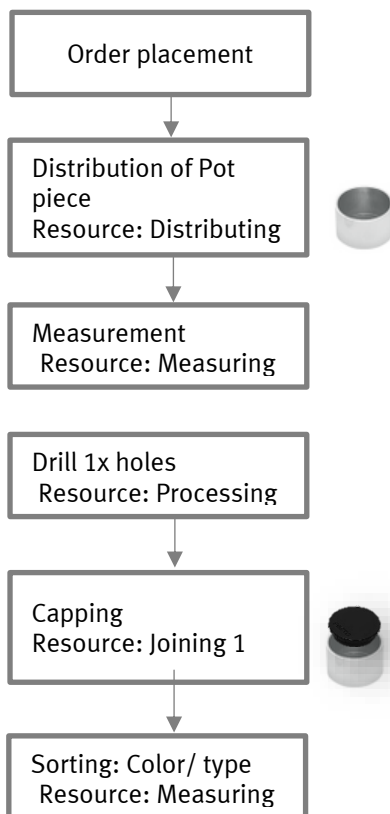 Order placement
Distribution of Pot
piece
Resource: Distributing
Measurement
Resource: Measuring
Drill 1x holes
Resource: Processing
Capping
Resource: Joining 1
Sorting: Color/ type
Resource: Measuring